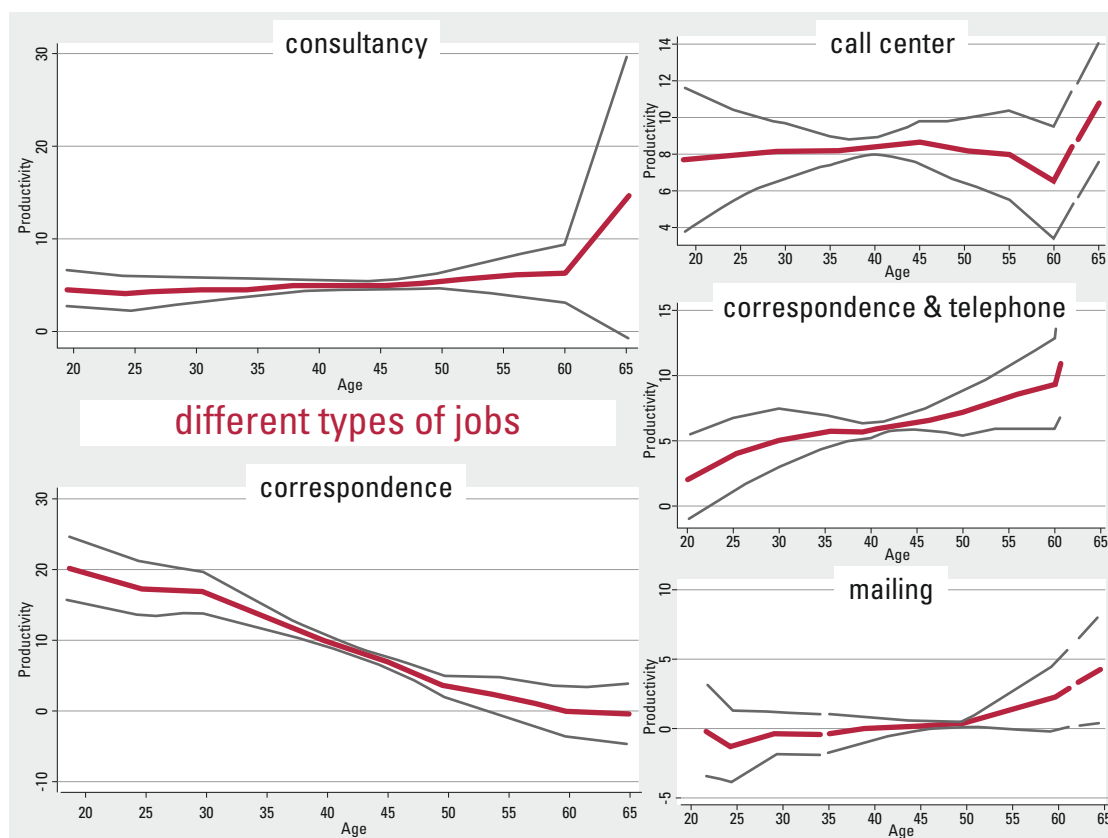 consultancy
30
20
10
0
Productivity
20 25 30 35 40 45 50 55 60 65
Age
call center
14
12
10
8
6
4
Productivity
20 25 30 35 40 45 50 55 60 65
Age
correspondence & telephone
15
10
5
0
Productivity
20 25 30 35 40 45 50 55 60 65
Age
different types of jobs
correspondence
30
20
10
0
-10
Productivity
20 25 30 35 40 45 50 55 60 65
Age
mailing
10
5
0
-5
Productivity
20 25 30 35 40 45 50 55 60 65
Age